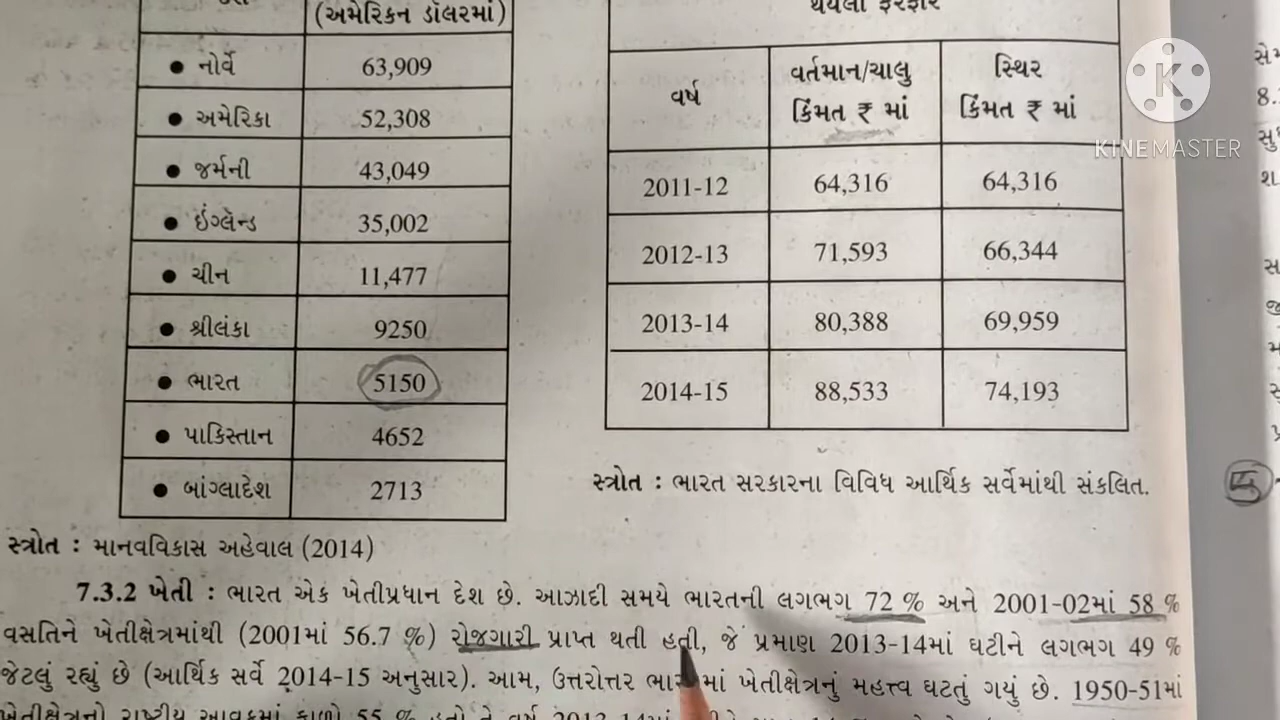 (અમેરિકન ડૉલરમાં)
• નોર્વે 63,909
• અમેરિકા 52,308
• જર્મની 43,049
• ઇંગ્લૅન્ડ 35,002
• ચીન 11,477
• શ્રીલંકા 9250
• ભારત 5150
• પાકિસ્તાન 4652
• બાંગ્લાદેશ 2713
સ્ત્રોત : માનવવિકાસ અહેવાલ (2014)
થયેલા ફેરફાર
વર્ષ વર્તમાન/ચાલુ કિંમત ₹ માં સ્થિર કિંમત ₹ માં
2011-12 64,316 64,316
2012-13 71,593 66,344
2013-14 80,388 69,959
2014-15 88,533 74,193
સ્ત્રોત : ભારત સરકારના વિવિધ આર્થિક સર્વેમાંથી સંકલિત.
7.3.2 ખેતી : ભારત એક ખેતીપ્રધાન દેશ છે. આઝાદી સમયે ભારતની લગભગ 72 % અને 2001-02માં 58 %
વસતિને ખેતીક્ષેત્રમાંથી (2001માં 56.7 %) રોજગારી પ્રાપ્ત થતી હતી, જે પ્રમાણ 2013-14માં ઘટીને લગભગ 49 %
જેટલું રહ્યું છે (આર્થિક સર્વે 2014-15 અનુસાર). આમ, ઉત્તરોત્તર ખેતીક્ષેત્રનું મહત્ત્વ ઘટતું ગયું છે. 1950-51માં
ખેતીક્ષેત્રનો રાષ્ટ્રીય આવકમાં ફાળો 55 %
KINEMASTER